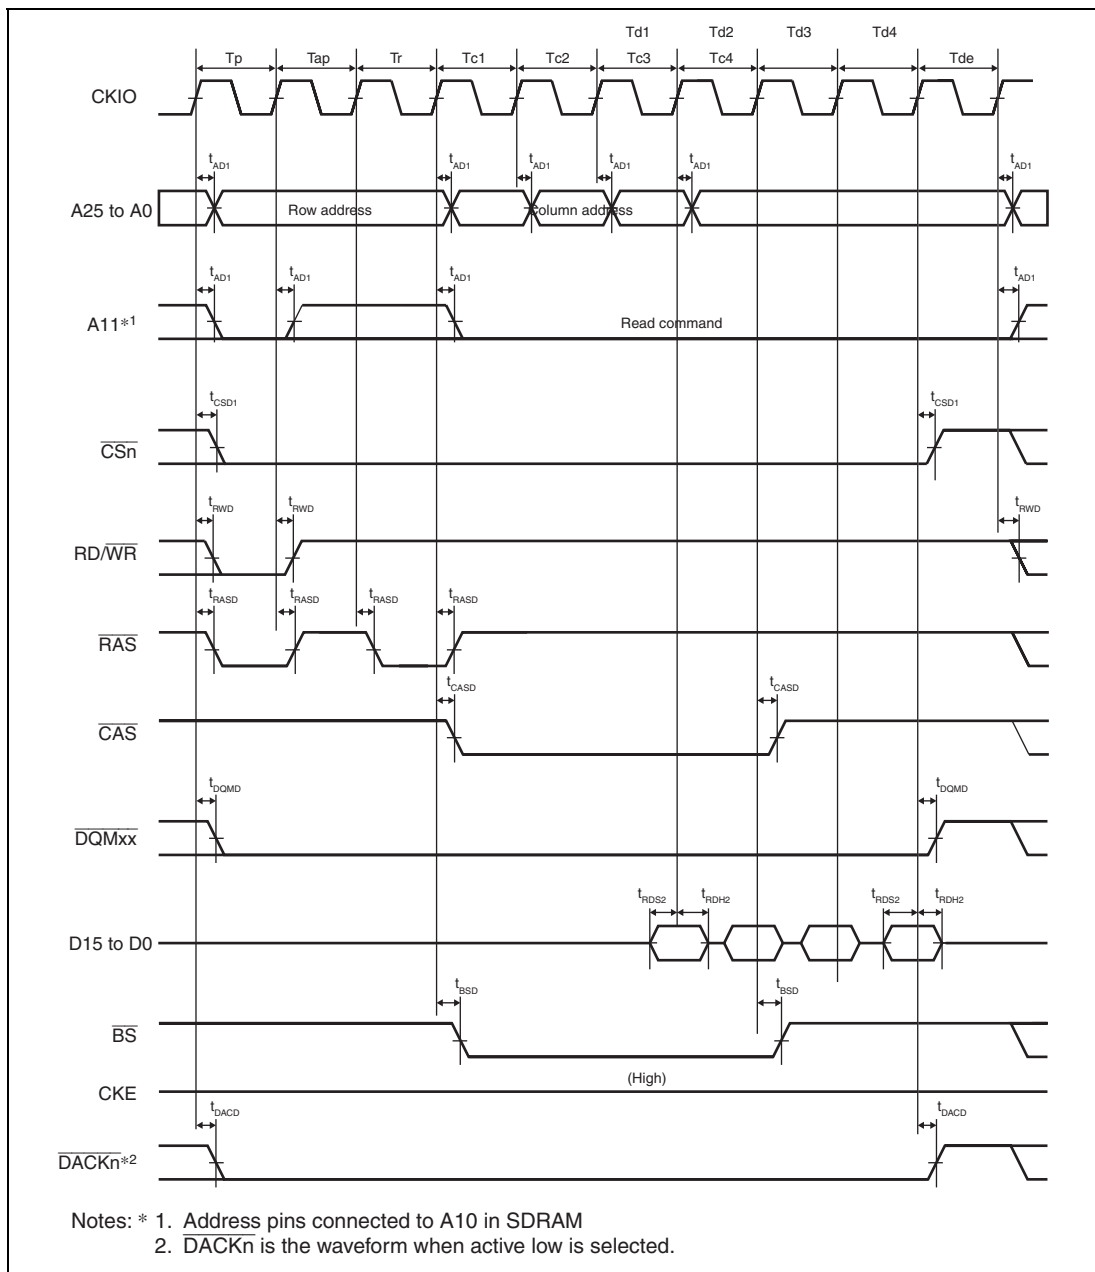 Td1 Td2 Td3 Td4
Tp Tap Tr Tc1 Tc2 Tc3 Tc4 Tde
CKIO
tAD1 tAD1 tAD1 tAD1 tAD1 tAD1
A25 to A0 Row address Column address
tAD1 tAD1 tAD1 tAD1
A11*1 Read command
tCSD1 tCSD1
CSn
tRWD tRWD tRWD
RD/WR
tRASD tRASD tRASD tRASD
RAS
tCASD tCASD
CAS
tDQMD tDQMD
DQMxx
tRDS2 tRDH2 tRDS2 tRDH2
D15 to D0
tBSD tBSD
BS
(High)
CKE
tDACD tDACD
DACKn*2
Notes: * 1. Address pins connected to A10 in SDRAM
2. DACKn is the waveform when active low is selected.